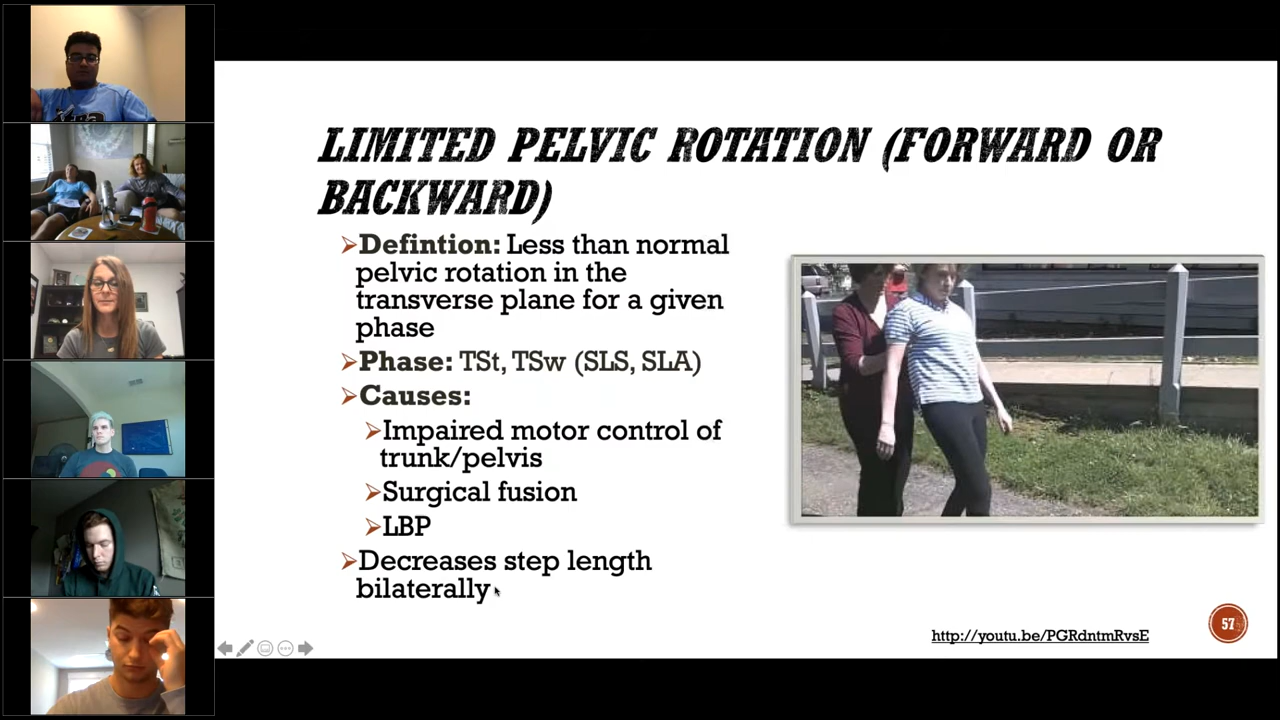 LIMITED PELVIC ROTATION (FORWARD OR
BACKWARD)
➢Defintion: Less than normal
pelvic rotation in the
transverse plane for a given
phase
➢Phase: TSt, TSw (SLS, SLA)
➢Causes:
➢Impaired motor control of
trunk/pelvis
➢Surgical fusion
➢LBP
➢Decreases step length
bilaterally
http://youtu.be/PGRdntmRvsE
57